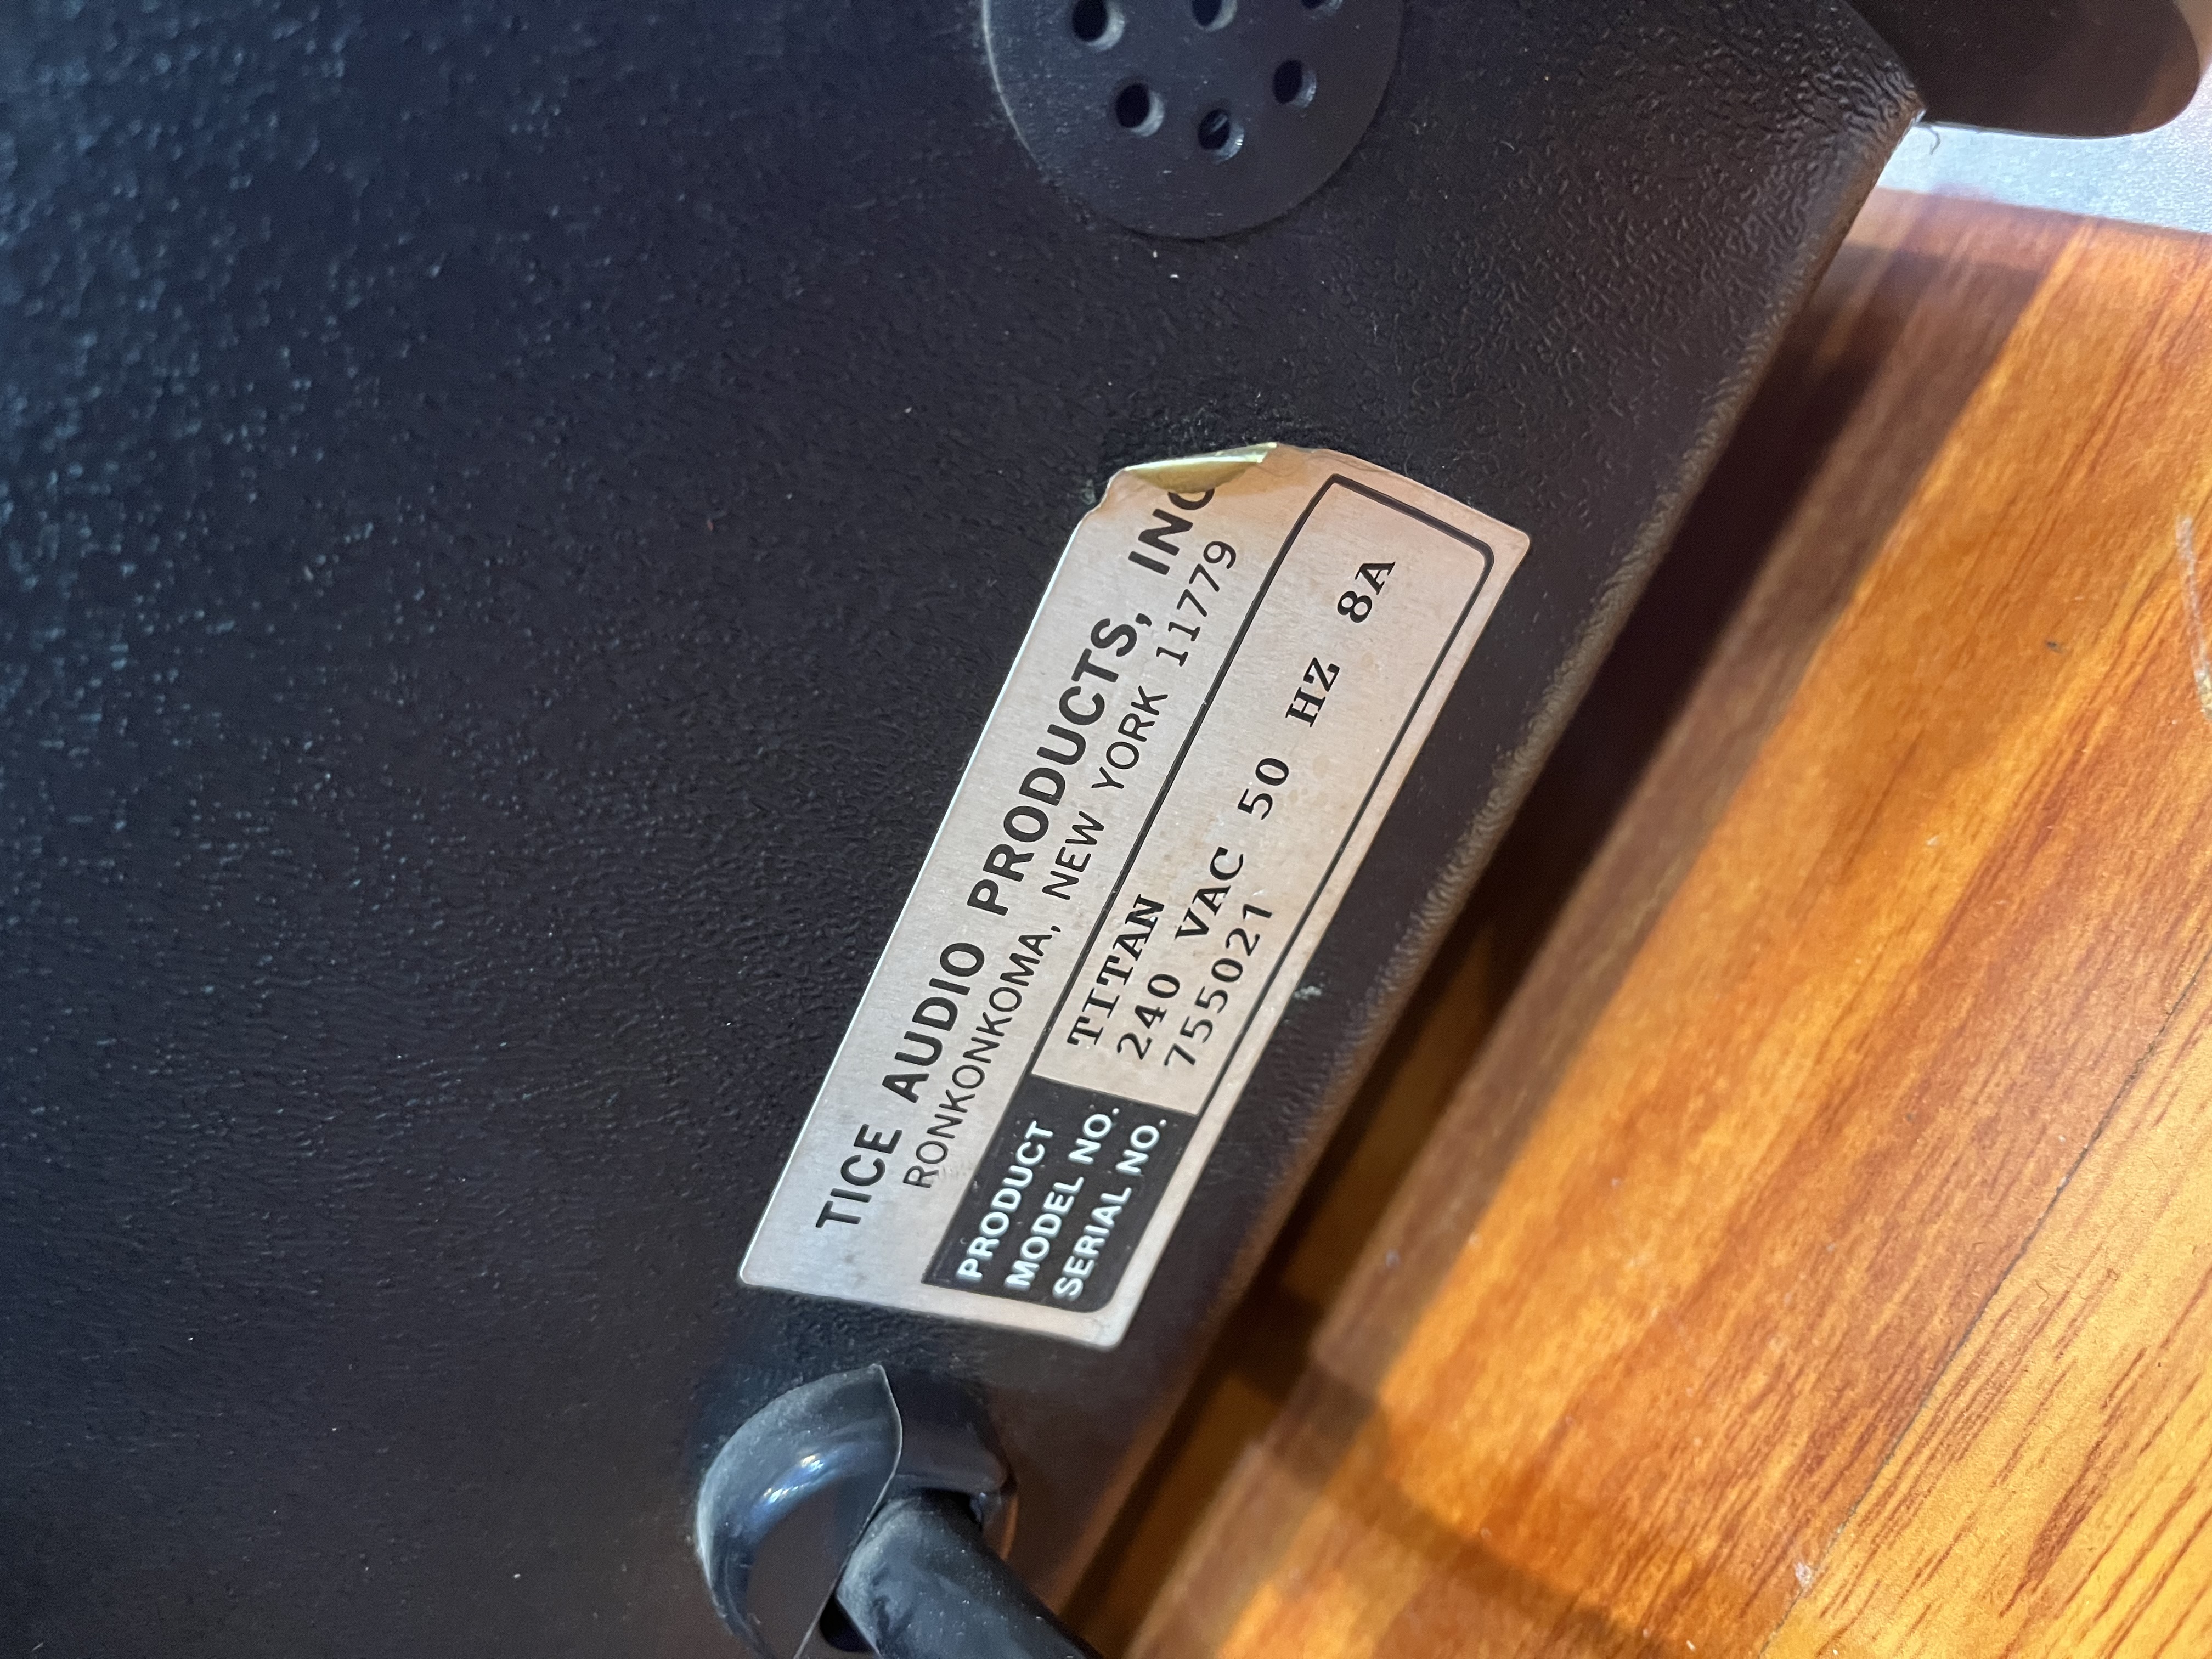 TICE AUDIO PRODUCTS, INC
RONKONKOMA, NEW YORK 11779
PRODUCT TITAN
MODEL NO. 240 VAC 50 HZ 8A
SERIAL NO. 755021